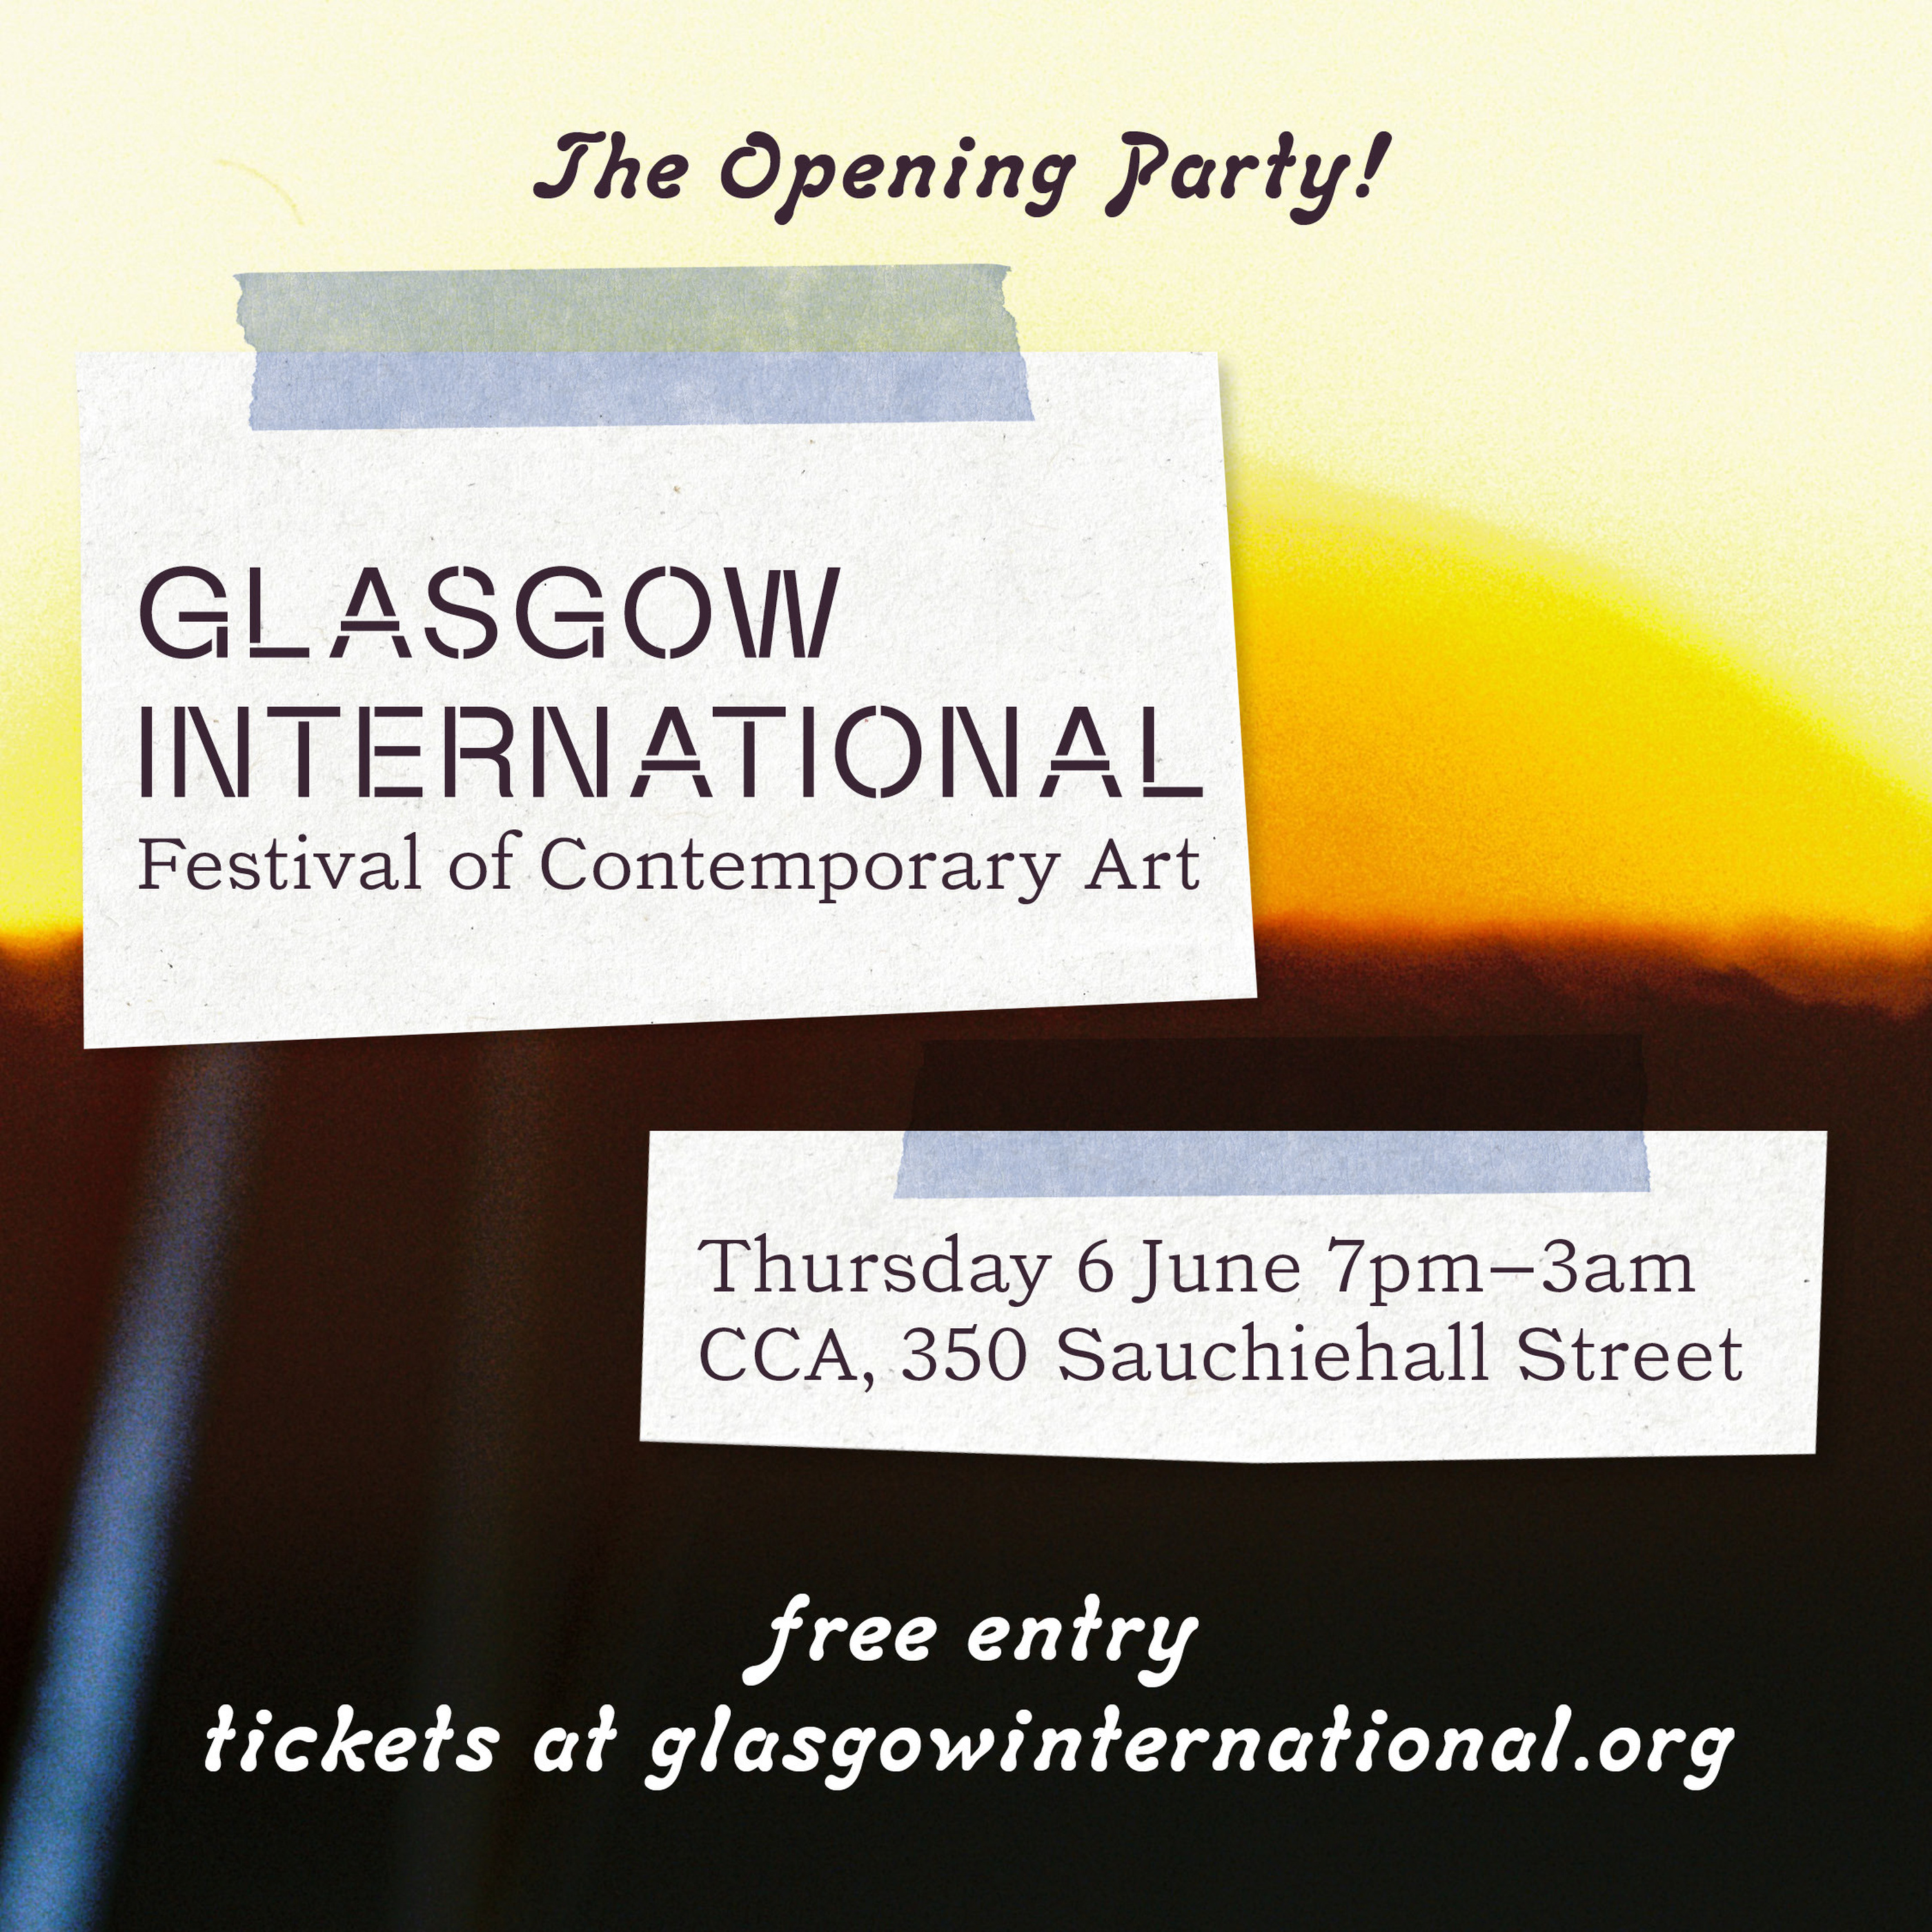 The Opening Party!
GLASGOW
INTERNATIONAL
Festival of Contemporary Art
Thursday 6 June 7pm–3am
CCA, 350 Sauchiehall Street
free entry
tickets at glasgowinternational.org